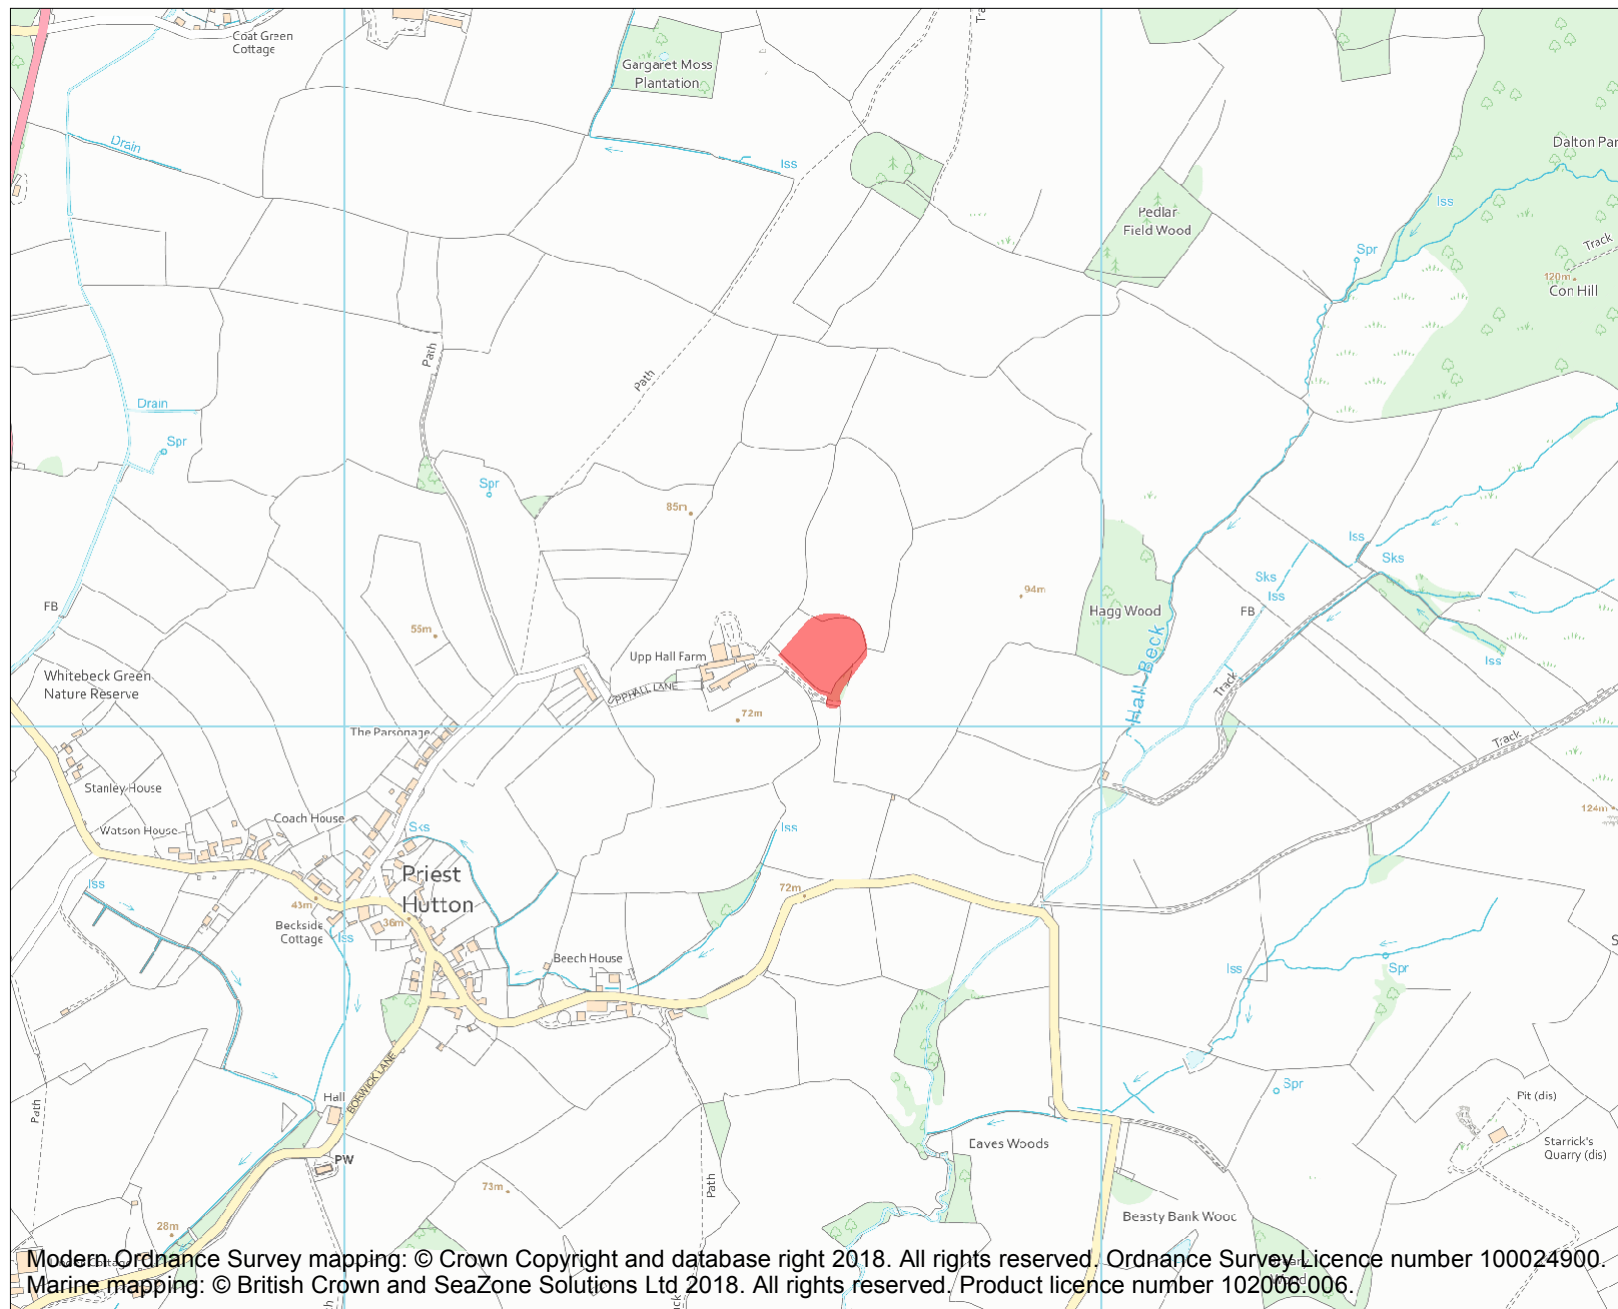 Coat Green
Cottage
Gargaret Moss
Plantation
Drain
Iss
Dalton Par
Pedlar
Field Wood
Iss
Spr
Track
120m
Con Hill
Path
Path
Drain
Spr
Spr
85m
Iss
Sks
Sks
Iss
94m
Hagg Wood
FB
FB
55m
Upp Hall Farm
Hall Beck
Iss
Whitebeck Green
Nature Reserve
UPPHALL LANE
Track
72m
The Parsonage
Track
Stanley House
124m
Coach House
Watson House
Sks
Iss
Priest
Hutton
Iss
72m
43m
36m
Beckside
Cottage
Iss
Beech House
Iss
Spr
Path
BORWICK LANE
Hall
Spr
Pit (dis)
Eaves Woods
Starrick's
Quarry (dis)
PW
73m
Path
Beasty Bank Wood
28m
Modern Ordnance Survey mapping: © Crown Copyright and database right 2018. All rights reserved. Ordnance Survey Licence number 100024900.
Marine mapping: © British Crown and SeaZone Solutions Ltd 2018. All rights reserved. Product licence number 102006.006.